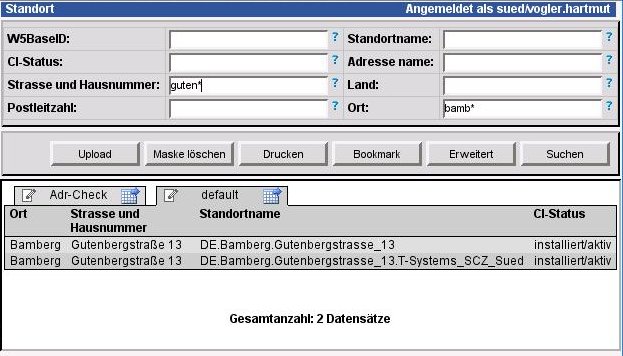 Standort Angemeldet als sued/vogler.hartmut
W5BaseID: ? Standortname: ?
CI-Status: ? Adresse name: ?
Strasse und Hausnummer: guten* ? Land: ?
Postleitzahl: ? Ort: bamb* ?
Upload Maske löschen Drucken Bookmark Erweitert Suchen
Adr-Check default
Ort Strasse und Standortname CI-Status
Hausnummer
Bamberg Gutenbergstraße 13 DE.Bamberg.Gutenbergstrasse_13 installiert/aktiv
Bamberg Gutenbergstraße 13 DE.Bamberg.Gutenbergstrasse_13.T-Systems_SCZ_Sued installiert/aktiv
Gesamtanzahl: 2 Datensätze